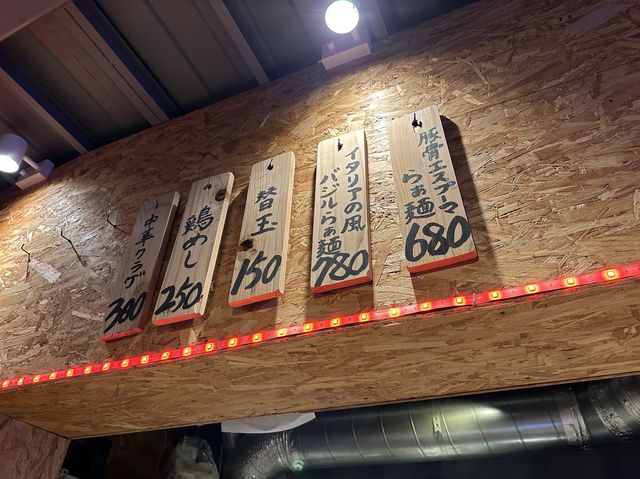 豚骨エスプーマ
らぁ麺
680
イタリアの風
バジルらぁ麺
780
替玉
150
鶏めし
250
中華クラゲ
380